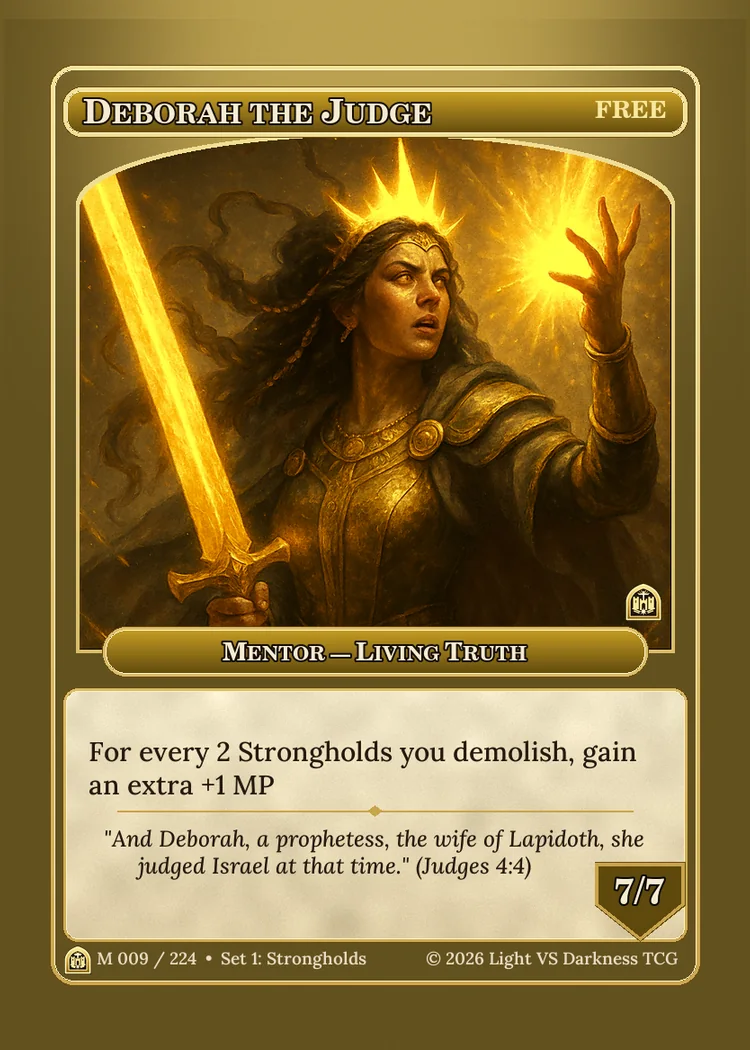 Deborah the Judge
FREE
Mentor — Living Truth
For every 2 Strongholds you demolish, gain
an extra +1 MP
"And Deborah, a prophetess, the wife of Lapidoth, she
judged Israel at that time." (Judges 4:4)
7/7
M 009 / 224 • Set 1: Strongholds
© 2026 Light VS Darkness TCG